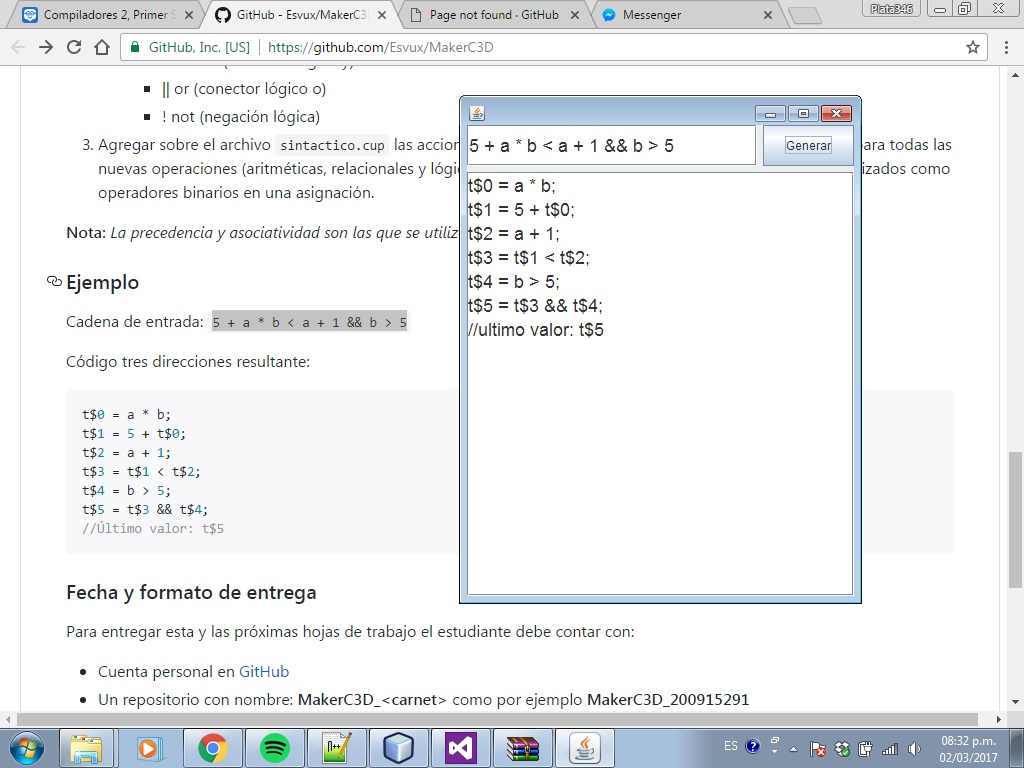 Compiladores 2, Primer S
GitHub - Esvux/MakerC3D
Page not found · GitHub
Messenger
Plata346
GitHub, Inc. [US]
https://github.com/Esvux/MakerC3D
|| or (conector lógico o)
! not (negación lógica)
3. Agregar sobre el archivo sintactico.cup las accion
ara todas las
nuevas operaciones (aritméticas, relacionales y lógi
izados como
operadores binarios en una asignación.
Nota: La precedencia y asociatividad son las que se utiliz
Ejemplo
Cadena de entrada: 5 + a * b < a + 1 && b > 5
Código tres direcciones resultante:
t$0 = a * b;
t$1 = 5 + t$0;
t$2 = a + 1;
t$3 = t$1 < t$2;
t$4 = b > 5;
t$5 = t$3 && t$4;
//Último valor: t$5
Fecha y formato de entrega
Para entregar esta y las próximas hojas de trabajo el estudiante debe contar con:
Cuenta personal en GitHub
Un repositorio con nombre: MakerC3D_<carnet> como por ejemplo MakerC3D_200915291
5 + a * b < a + 1 && b > 5
Generar
t$0 = a * b;
t$1 = 5 + t$0;
t$2 = a + 1;
t$3 = t$1 < t$2;
t$4 = b > 5;
t$5 = t$3 && t$4;
//ultimo valor: t$5
ES
08:32 p.m.
02/03/2017